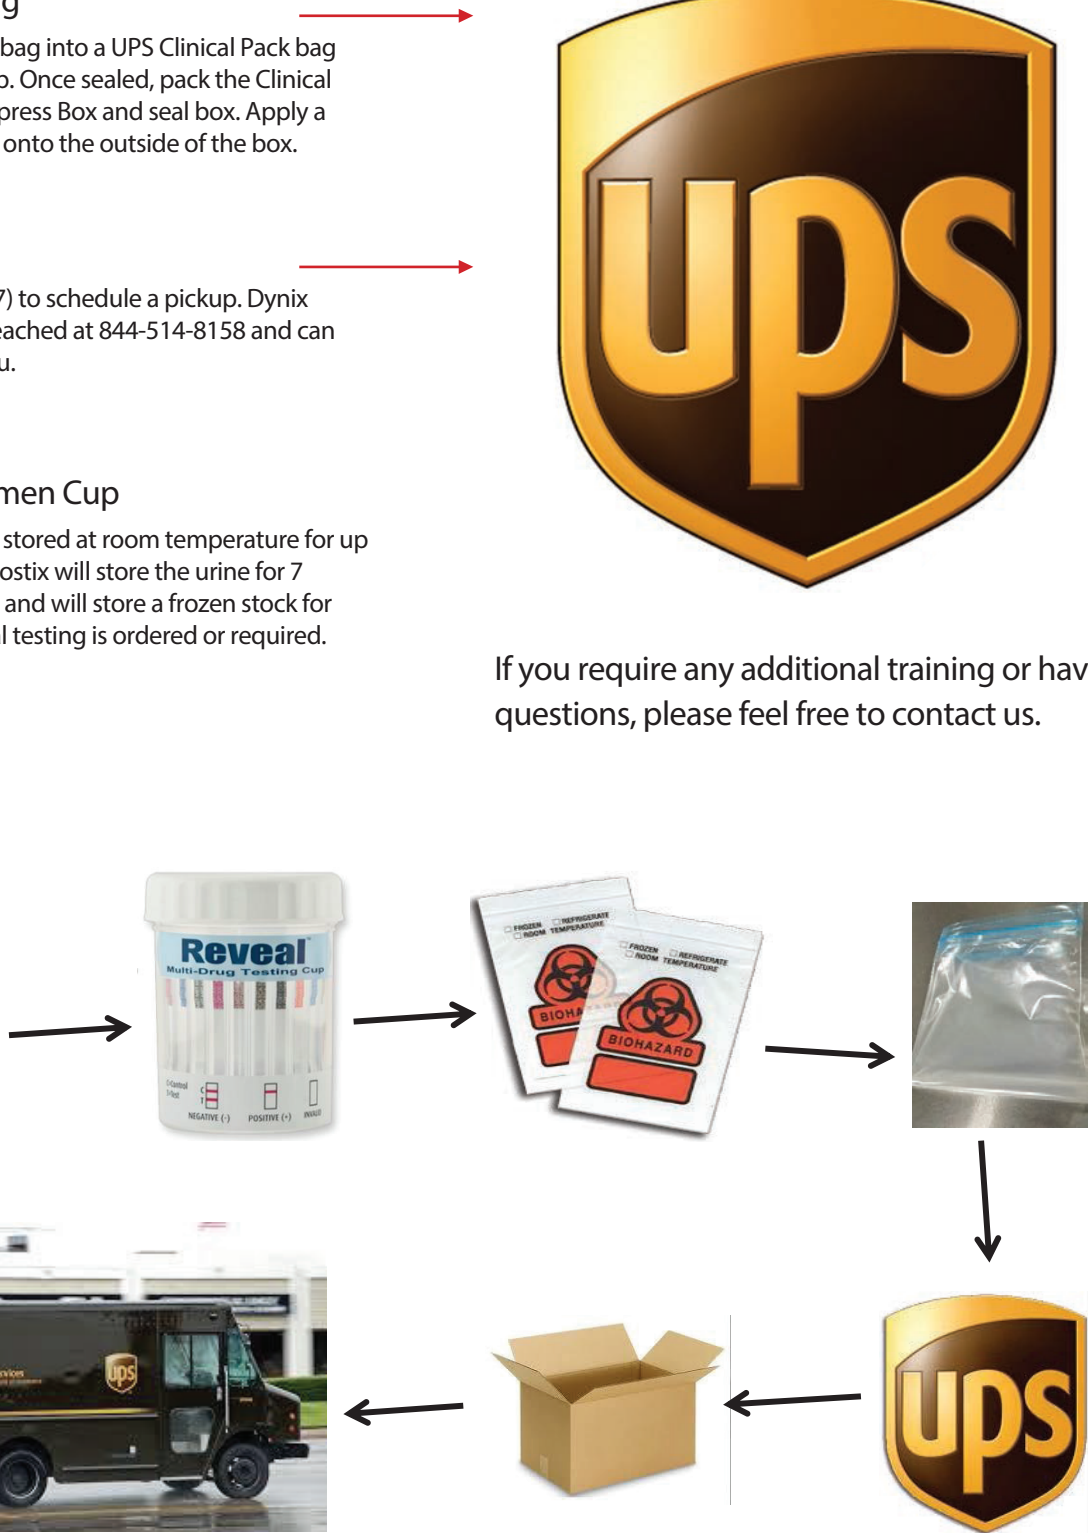 g
bag into a UPS Clinical Pack bag
p. Once sealed, pack the Clinical
press Box and seal box. Apply a
onto the outside of the box.
7) to schedule a pickup. Dynix
eached at 844-514-8158 and can
u.
men Cup
stored at room temperature for up
ostix will store the urine for 7
and will store a frozen stock for
al testing is ordered or required.
ups
If you require any additional training or hav
questions, please feel free to contact us.
Reveal™
Multi-Drug Testing Cup
C-Control
T-Test
C
T
NEGATIVE (-)
POSITIVE (+)
INVALID
FROZEN REFRIGERATE
ROOM TEMPERATURE
BIOHAZARD
FROZEN REFRIGERATE
ROOM TEMPERATURE
BIOHAZARD
ups
ups